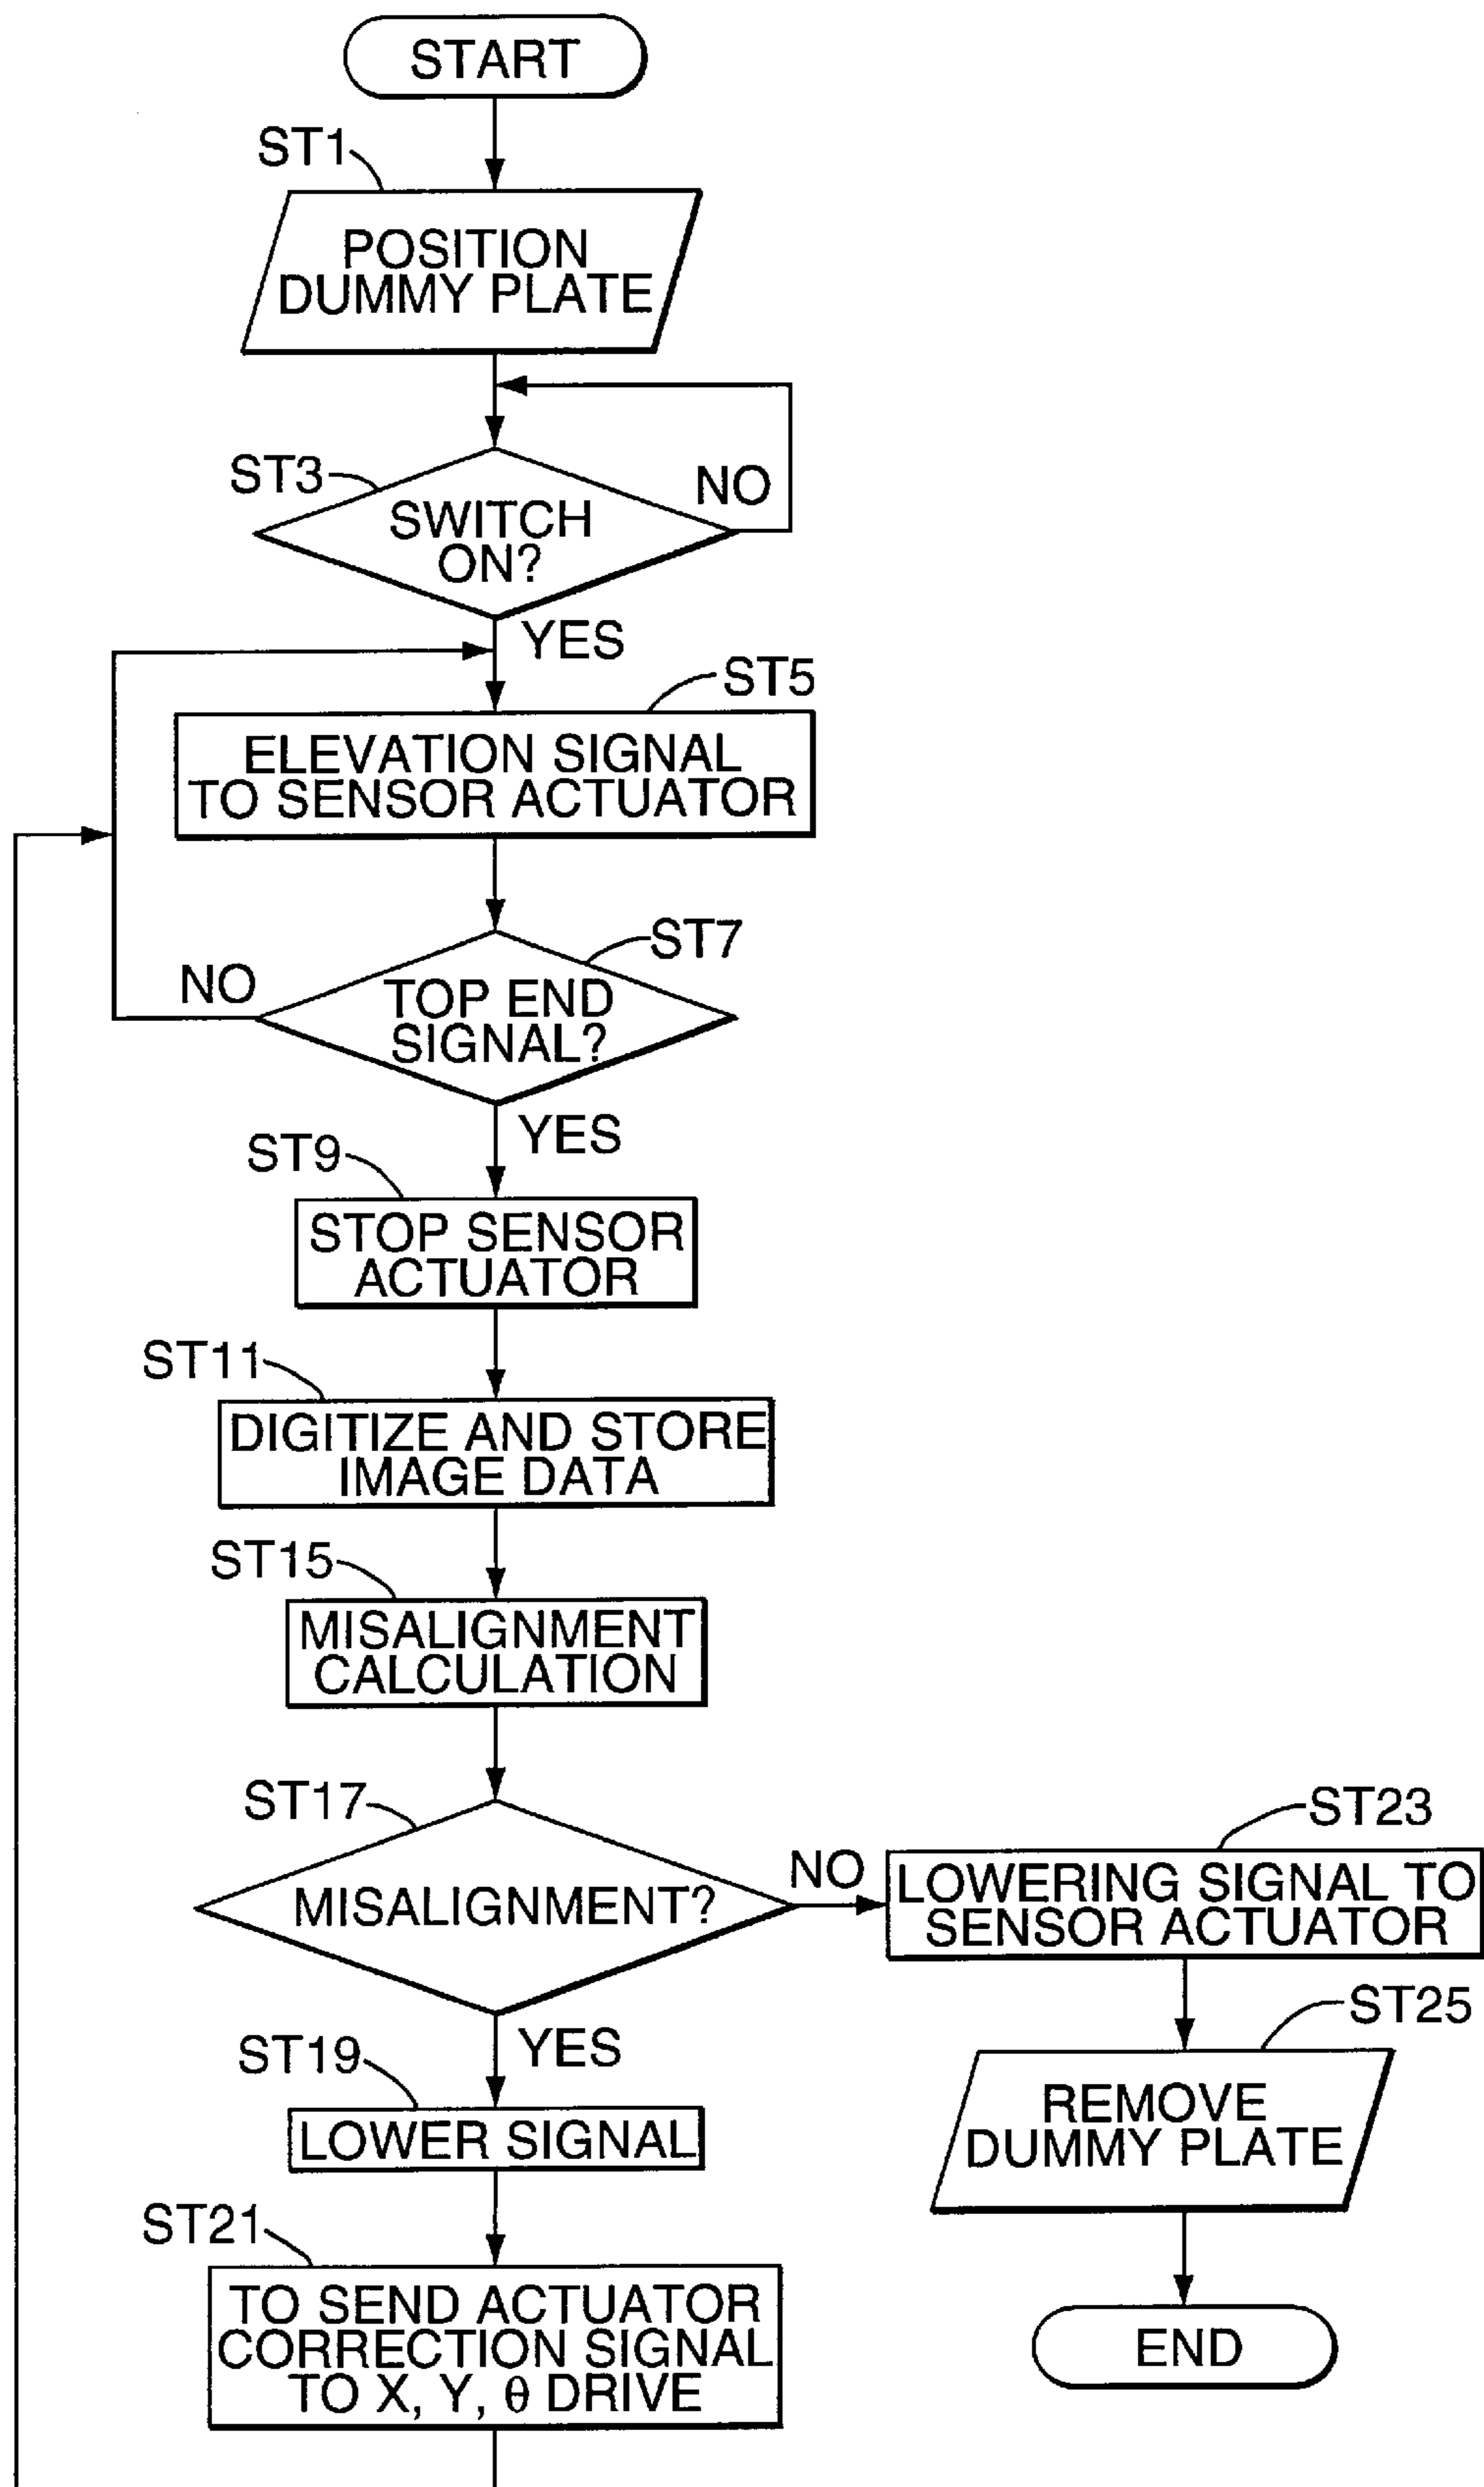 START
ST1
POSITION
DUMMY PLATE
ST3
NO
SWITCH
ON?
YES
ST5
ELEVATION SIGNAL
TO SENSOR ACTUATOR
ST7
NO
TOP END
SIGNAL?
YES
ST9
STOP SENSOR
ACTUATOR
ST11
DIGITIZE AND STORE
IMAGE DATA
ST15
MISALIGNMENT
CALCULATION
ST17
MISALIGNMENT?
NO
ST23
LOWERING SIGNAL TO
SENSOR ACTUATOR
YES
ST25
REMOVE
DUMMY PLATE
ST19
LOWER SIGNAL
ST21
TO SEND ACTUATOR
CORRECTION SIGNAL
TO X, Y, θ DRIVE
END